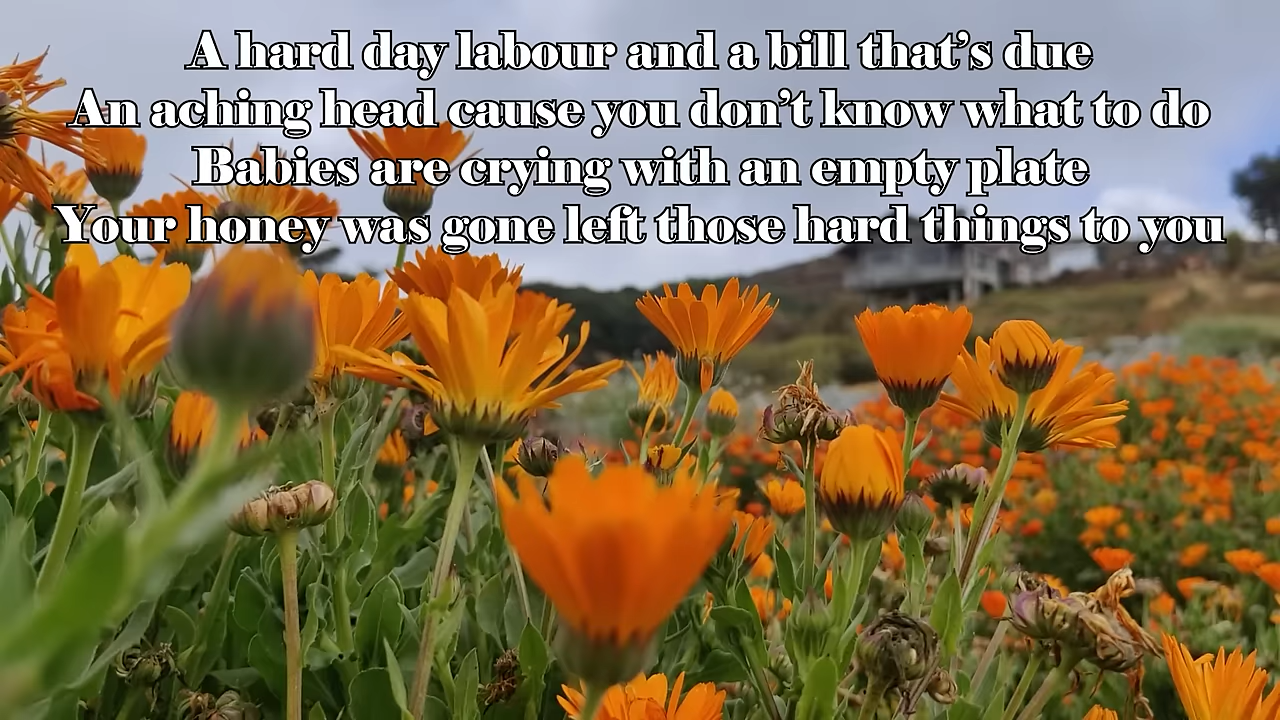 A hard day labour and a bill that’s due
An aching head cause you don’t know what to do
Babies are crying with an empty plate
Your honey was gone left those hard things to you